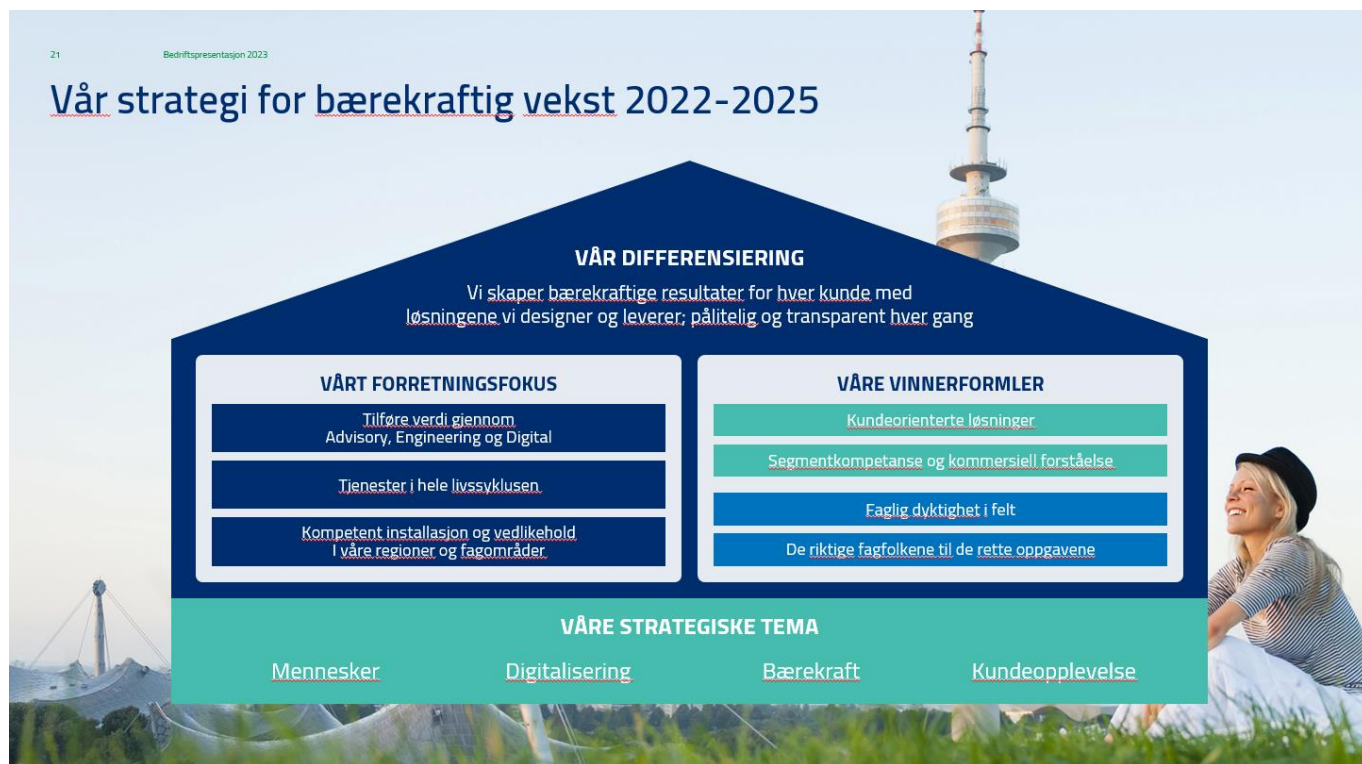 21 Bedriftspresentasjon 2023
Vår strategi for bærekraftig vekst 2022-2025
VÅR DIFFERENSIERING
Vi skaper bærekraftige resultater for hver kunde med
løsningene vi designer og leverer; pålitelig og transparent hver gang
VÅRT FORRETNINGSFOKUS
Tilføre verdi gjennom
Advisory, Engineering og Digital
Tjenester i hele livssyklusen
Kompetent installasjon og vedlikehold
I våre regioner og fagområder
VÅRE VINNERFORMLER
Kundeorienterte løsninger
Segmentkompetanse og kommersiell forståelse
Faglig dyktighet i felt
De riktige fagfolkene til de rette oppgavene
VÅRE STRATEGISKE TEMA
Mennesker Digitalisering Bærekraft Kundeopplevelse